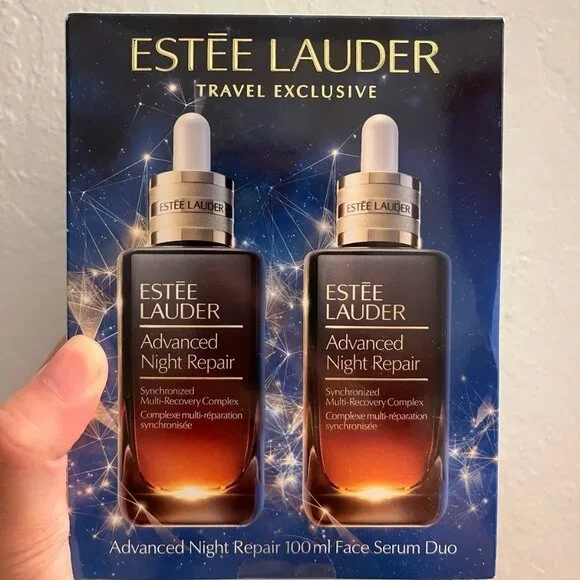 ESTĒE LAUDER
TRAVEL EXCLUSIVE
ESTĒE LAUDER
ESTĒE LAUDER
ESTĒE
LAUDER
Advanced
Night Repair
Synchronized
Multi-Recovery Complex
Complexe multi-réparation
synchronisée
ESTĒE
LAUDER
Advanced
Night Repair
Synchronized
Multi-Recovery Complex
Complexe multi-réparation
synchronisée
Advanced Night Repair 100ml Face Serum Duo